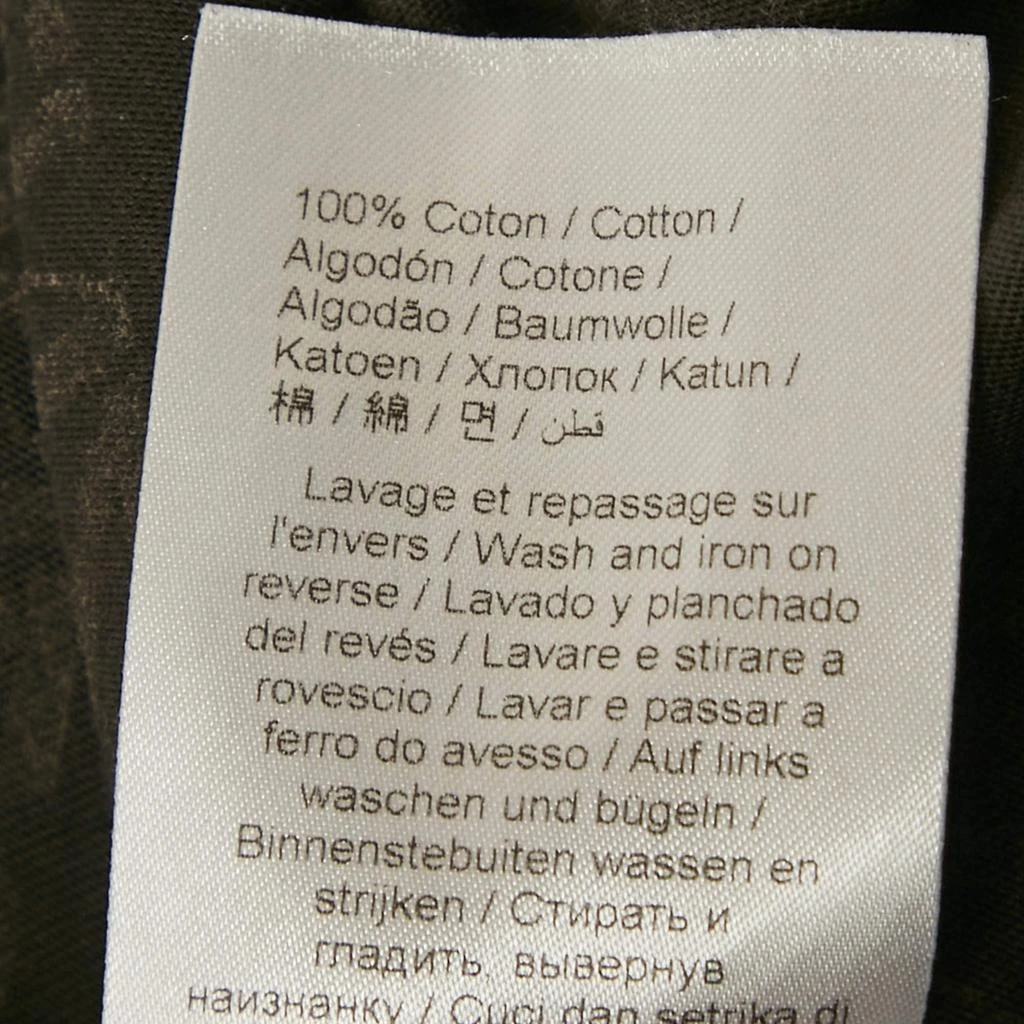 100% Coton / Cotton /
Algodón / Cotone /
Algodão / Baumwolle /
Katoen / Хлопок / Katun /
棉 / 綿 / 면 / قطن
Lavage et repassage sur
l'envers / Wash and iron on
reverse / Lavado y planchado
del revés / Lavare e stirare a
rovescio / Lavar e passar a
ferro do avesso / Auf links
waschen und bügeln /
Binnenstebuiten wassen en
strijken / Стирать и
гладить, вывернув
наизнанку / Cuci dan setrika di